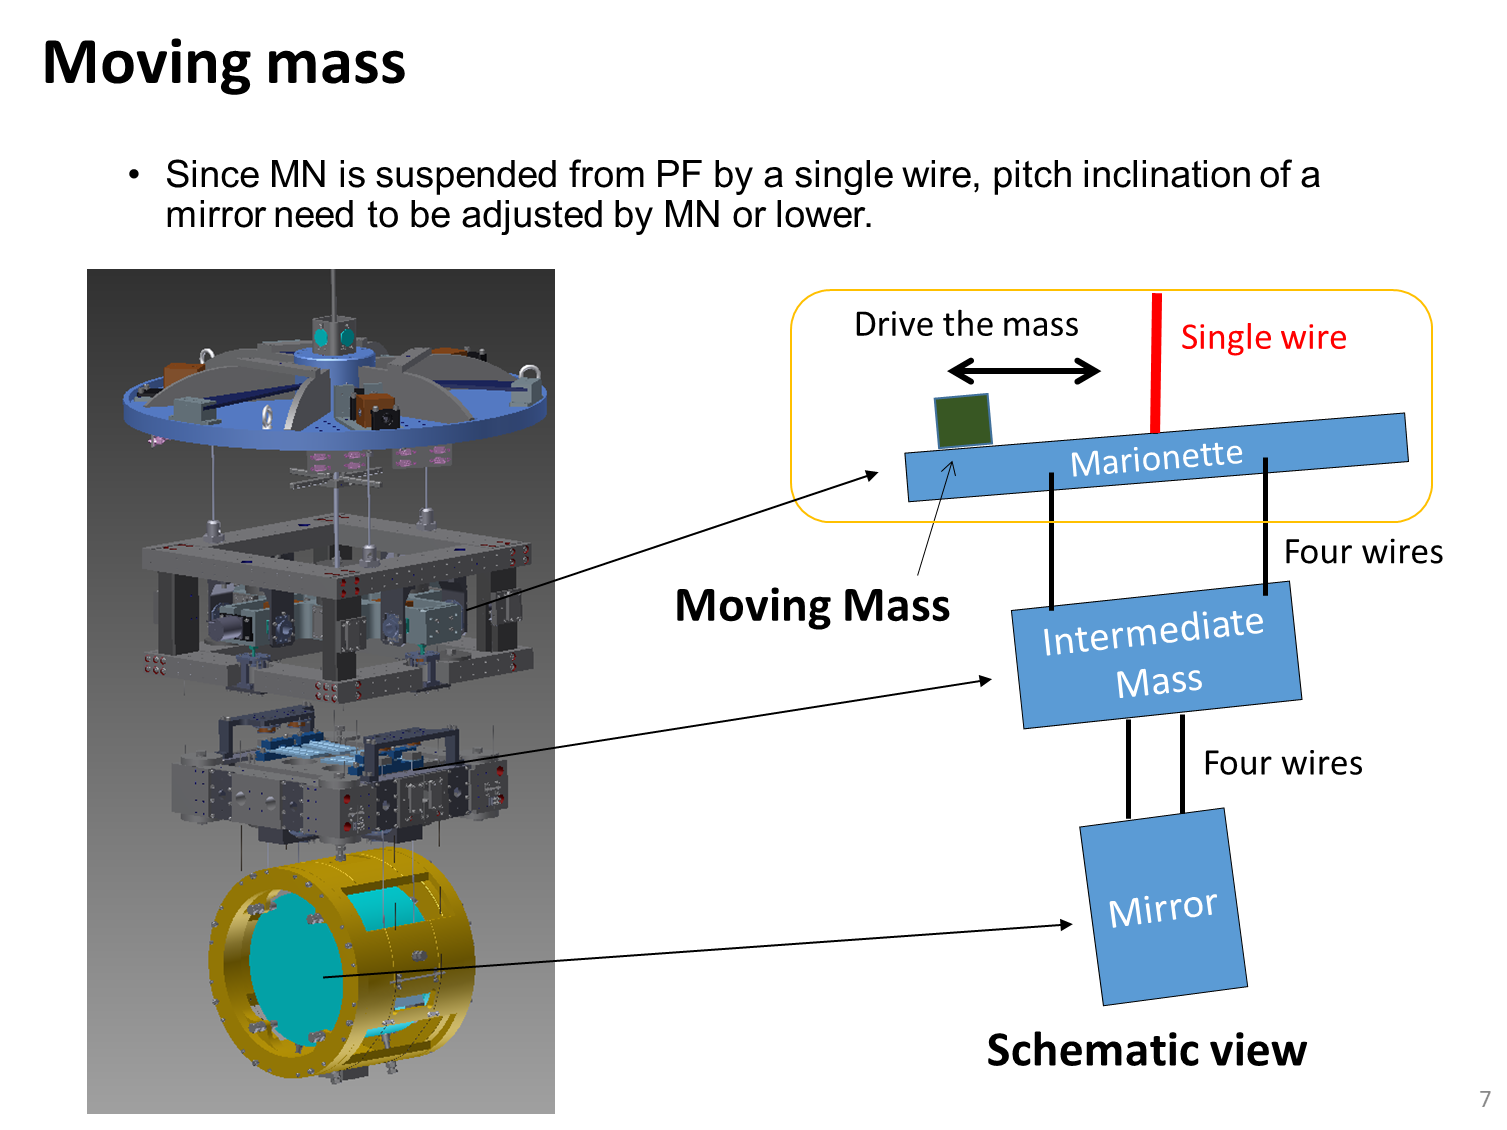 Moving mass
• Since MN is suspended from PF by a single wire, pitch inclination of a
mirror need to be adjusted by MN or lower.
Drive the mass
Single wire
Marionette
Four wires
Moving Mass
Intermediate
Mass
Four wires
Mirror
Schematic view
7